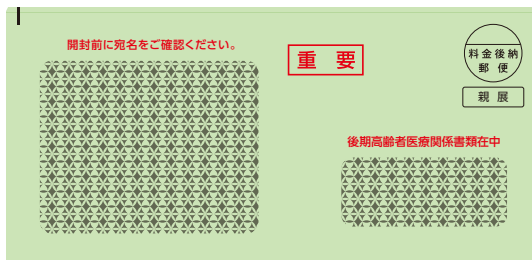 開封前に宛名をご確認ください。
重 要
料金後納
郵 便
親 展
後期高齢者医療関係書類在中